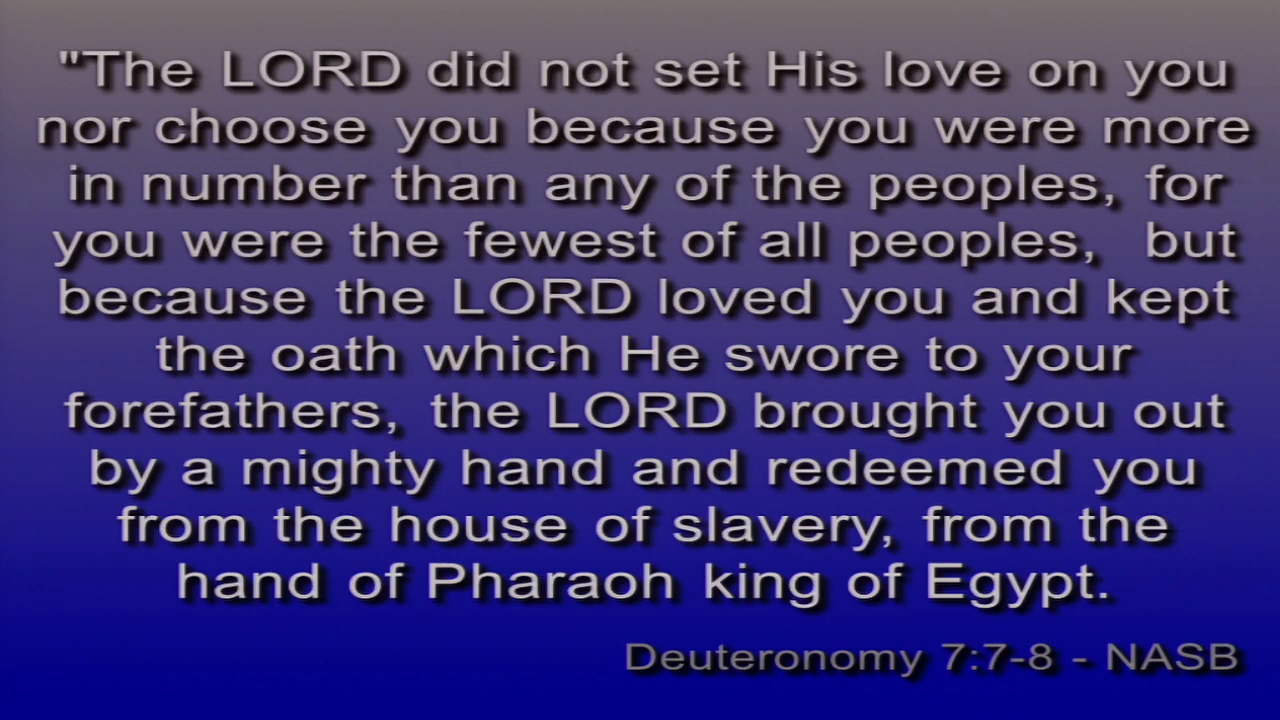 "The LORD did not set His love on you
nor choose you because you were more
in number than any of the peoples, for
you were the fewest of all peoples, but
because the LORD loved you and kept
the oath which He swore to your
forefathers, the LORD brought you out
by a mighty hand and redeemed you
from the house of slavery, from the
hand of Pharaoh king of Egypt.
Deuteronomy 7:7-8 - NASB